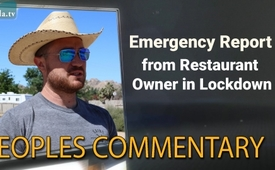 la.tv
Emergency Report
from Restaurant
Owner in Lockdown
EOPLES COMMENTARY